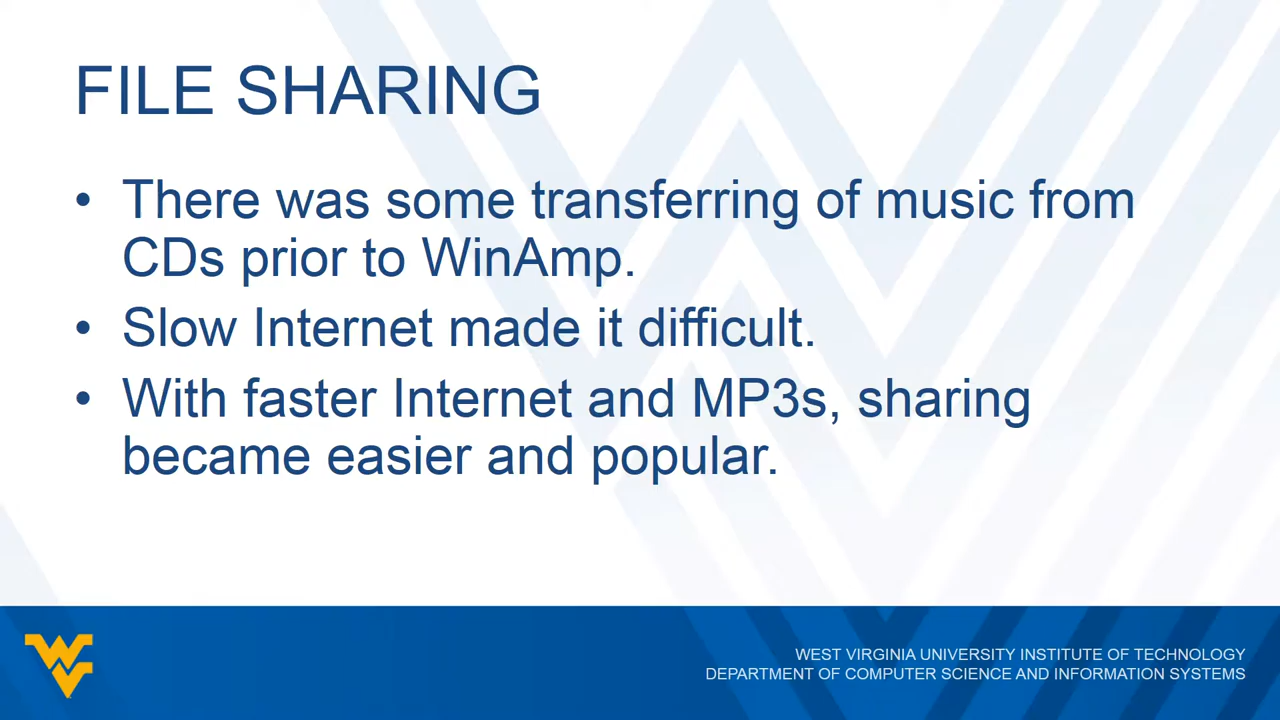 FILE SHARING
• There was some transferring of music from
CDs prior to WinAmp.
• Slow Internet made it difficult.
• With faster Internet and MP3s, sharing
became easier and popular.
WV
WEST VIRGINIA UNIVERSITY INSTITUTE OF TECHNOLOGY
DEPARTMENT OF COMPUTER SCIENCE AND INFORMATION SYSTEMS